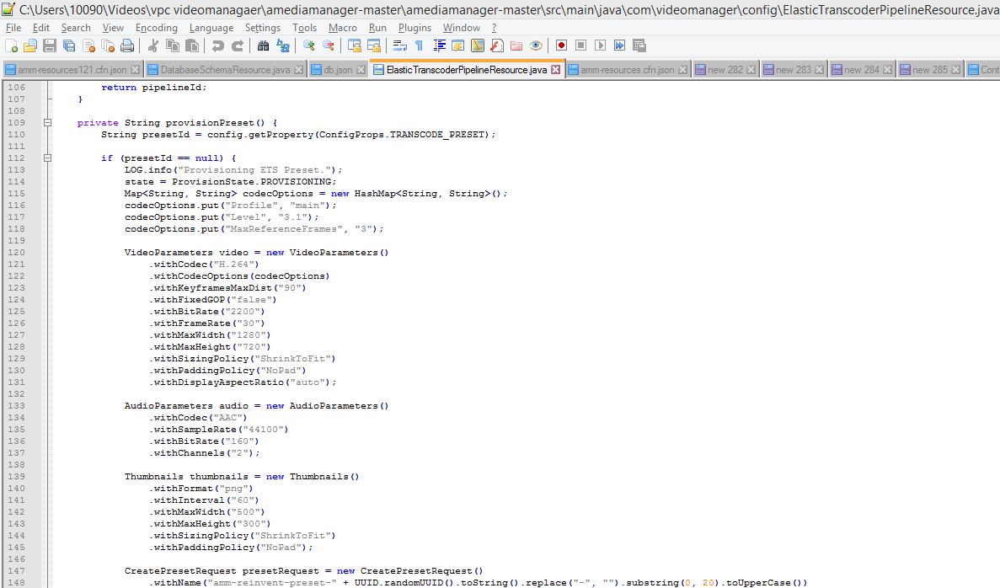 C:\Users\10090\Videos\vpc videomanagaer\amediamanager-master\amediamanager-master\src\main\java\com\videomanager\config\ElasticTranscoderPipelineResource.java
File Edit Search View Encoding Language Settings Tools Macro Run Plugins Window ?
amm-resources121.cfn.json DatabaseSchemaResource.java db.json ElasticTranscoderPipelineResource.java amm-resources.cfn.json new 282 new 283 new 284 new 285 Cont
106 return pipelineId;
107 }
108
109 private String provisionPreset() {
110 String presetId = config.getProperty(ConfigProps.TRANSCODE_PRESET);
111
112 if (presetId == null) {
113 LOG.info("Provisioning ETS Preset.");
114 state = ProvisionState.PROVISIONING;
115 Map<String, String> codecOptions = new HashMap<String, String>();
116 codecOptions.put("Profile", "main");
117 codecOptions.put("Level", "3.1");
118 codecOptions.put("MaxReferenceFrames", "3");
119
120 VideoParameters video = new VideoParameters()
121 .withCodec("H.264")
122 .withCodecOptions(codecOptions)
123 .withKeyframesMaxDist("90")
124 .withFixedGOP("false")
125 .withBitRate("2200")
126 .withFrameRate("30")
127 .withMaxWidth("1280")
128 .withMaxHeight("720")
129 .withSizingPolicy("ShrinkToFit")
130 .withPaddingPolicy("NoPad")
131 .withDisplayAspectRatio("auto");
132
133 AudioParameters audio = new AudioParameters()
134 .withCodec("AAC")
135 .withSampleRate("44100")
136 .withBitRate("160")
137 .withChannels("2");
138
139 Thumbnails thumbnails = new Thumbnails()
140 .withFormat("png")
141 .withInterval("60")
142 .withMaxWidth("500")
143 .withMaxHeight("300")
144 .withSizingPolicy("ShrinkToFit")
145 .withPaddingPolicy("NoPad");
146
147 CreatePresetRequest presetRequest = new CreatePresetRequest()
148 .withName("amm-reinvent-preset-" + UUID.randomUUID().toString().replace("-", "").substring(0, 20).toUpperCase())